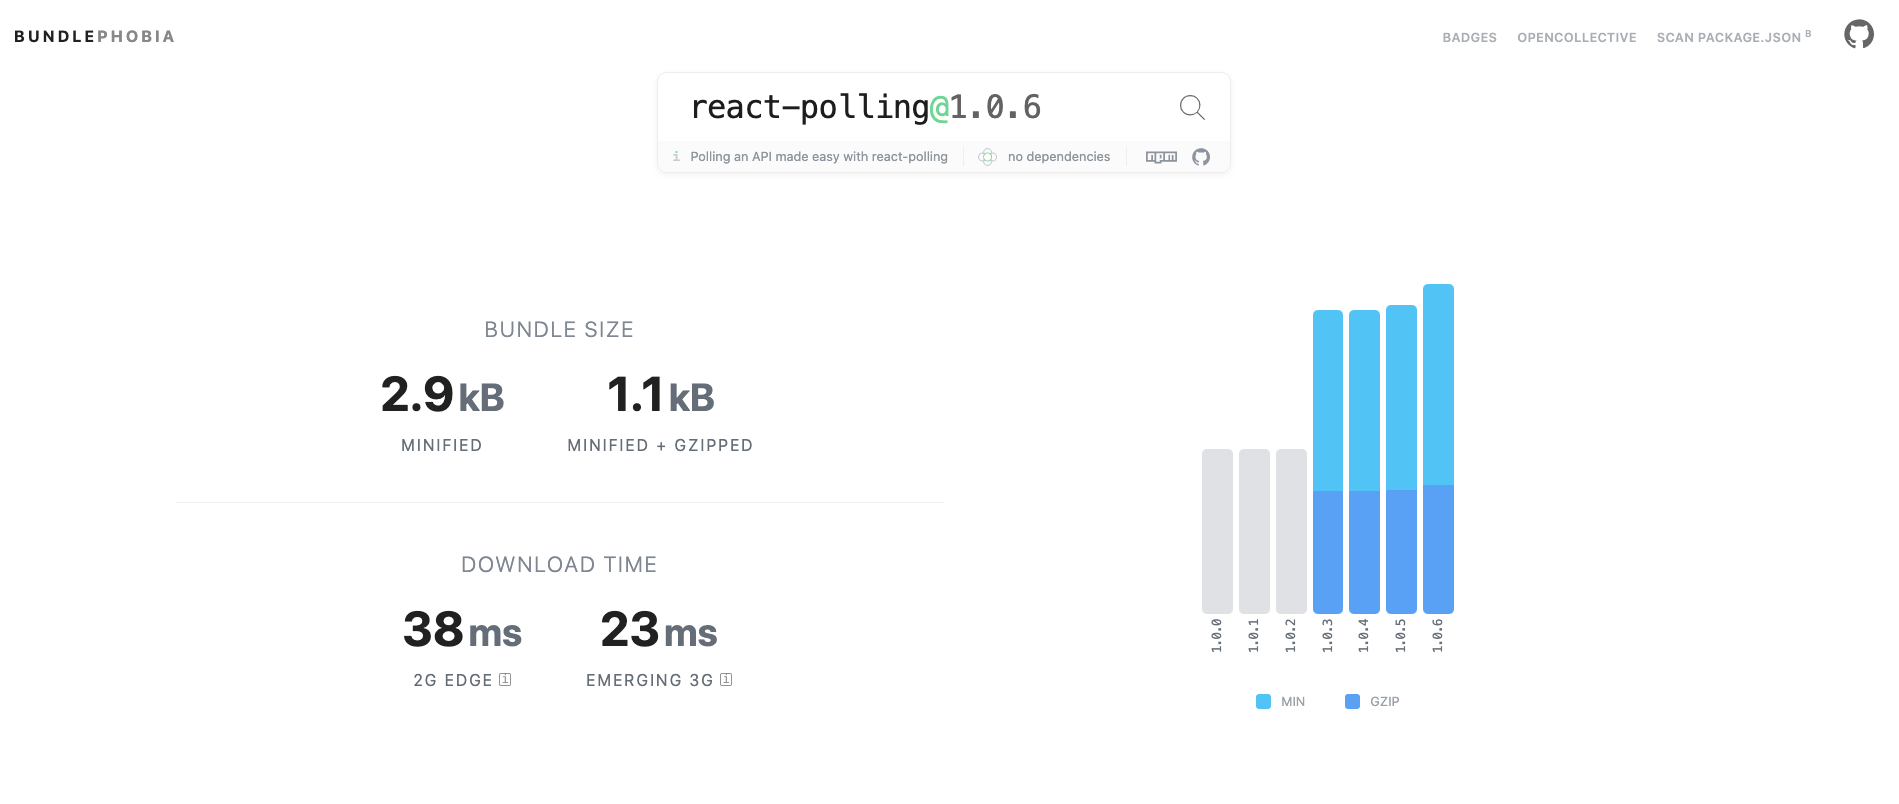 BUNDLEPHOBIA
BADGES OPENCOLLECTIVE SCAN PACKAGE.JSON B
react-polling@1.0.6
i Polling an API made easy with react-polling no dependencies npm
BUNDLE SIZE
2.9 kB 1.1 kB
MINIFIED MINIFIED + GZIPPED
DOWNLOAD TIME
38 ms 23 ms
2G EDGE i EMERGING 3G i
1.0.0 1.0.1 1.0.2 1.0.3 1.0.4 1.0.5 1.0.6
MIN GZIP